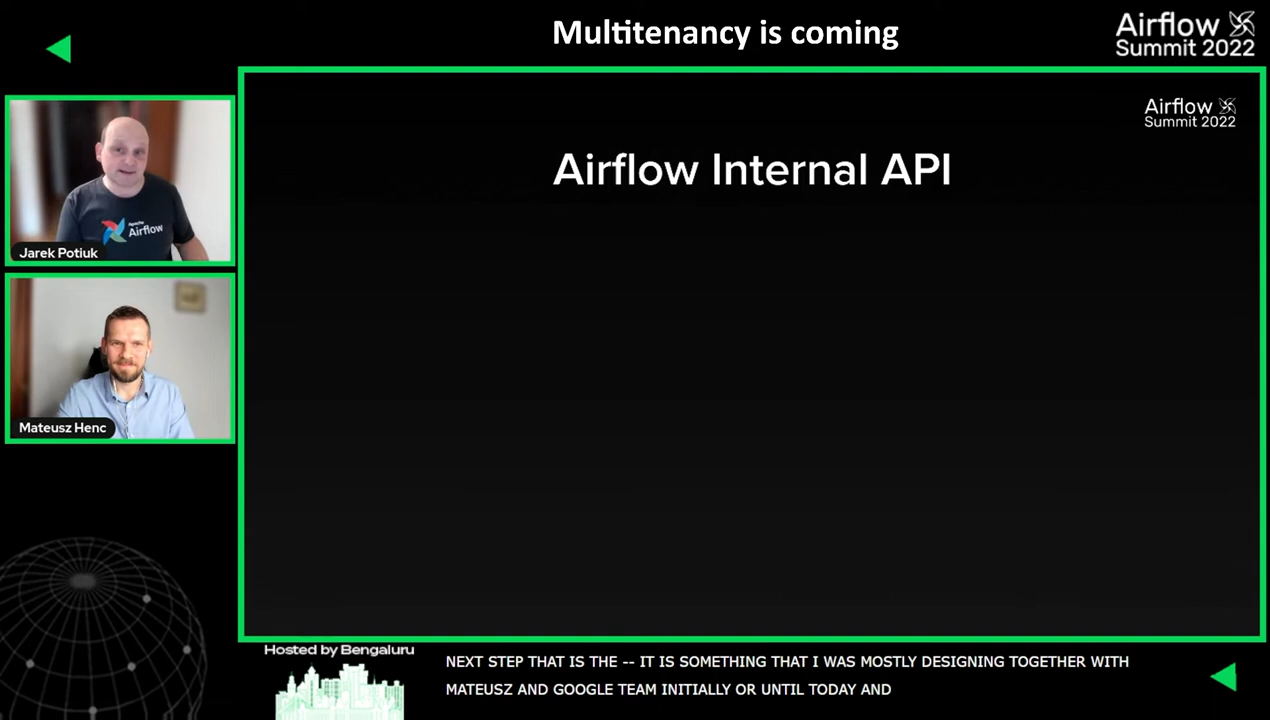 Multitenancy is coming
Airflow
Summit 2022
Airflow
Summit 2022
Airflow Internal API
Airflow
Jarek Potiuk
Mateusz Henc
Hosted by Bengaluru
NEXT STEP THAT IS THE -- IT IS SOMETHING THAT I WAS MOSTLY DESIGNING TOGETHER WITH
MATEUSZ AND GOOGLE TEAM INITIALLY OR UNTIL TODAY AND